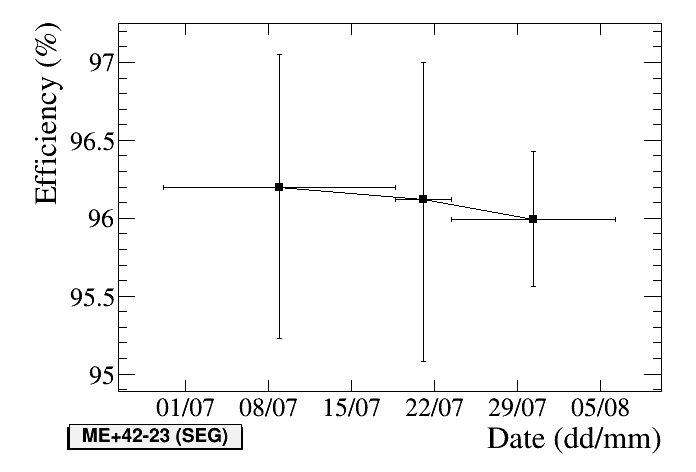 Efficiency (%)
97
96.5
96
95.5
95
01/07 08/07 15/07 22/07 29/07 05/08
ME+42-23 (SEG)
Date (dd/mm)